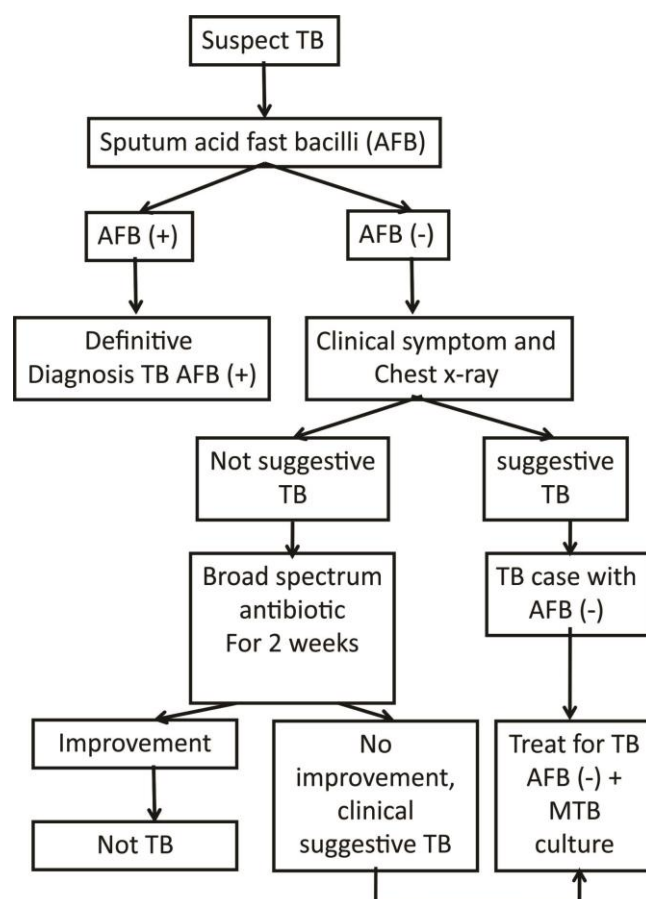 Suspect TB
Sputum acid fast bacilli (AFB)
AFB (+)
AFB (-)
Definitive
Diagnosis TB AFB (+)
Clinical symptom and
Chest x-ray
Not suggestive
TB
suggestive
TB
Broad spectrum
antibiotic
For 2 weeks
TB case with
AFB (-)
Improvement
No
improvement,
clinical
suggestive TB
Treat for TB
AFB (-) +
MTB
culture
Not TB